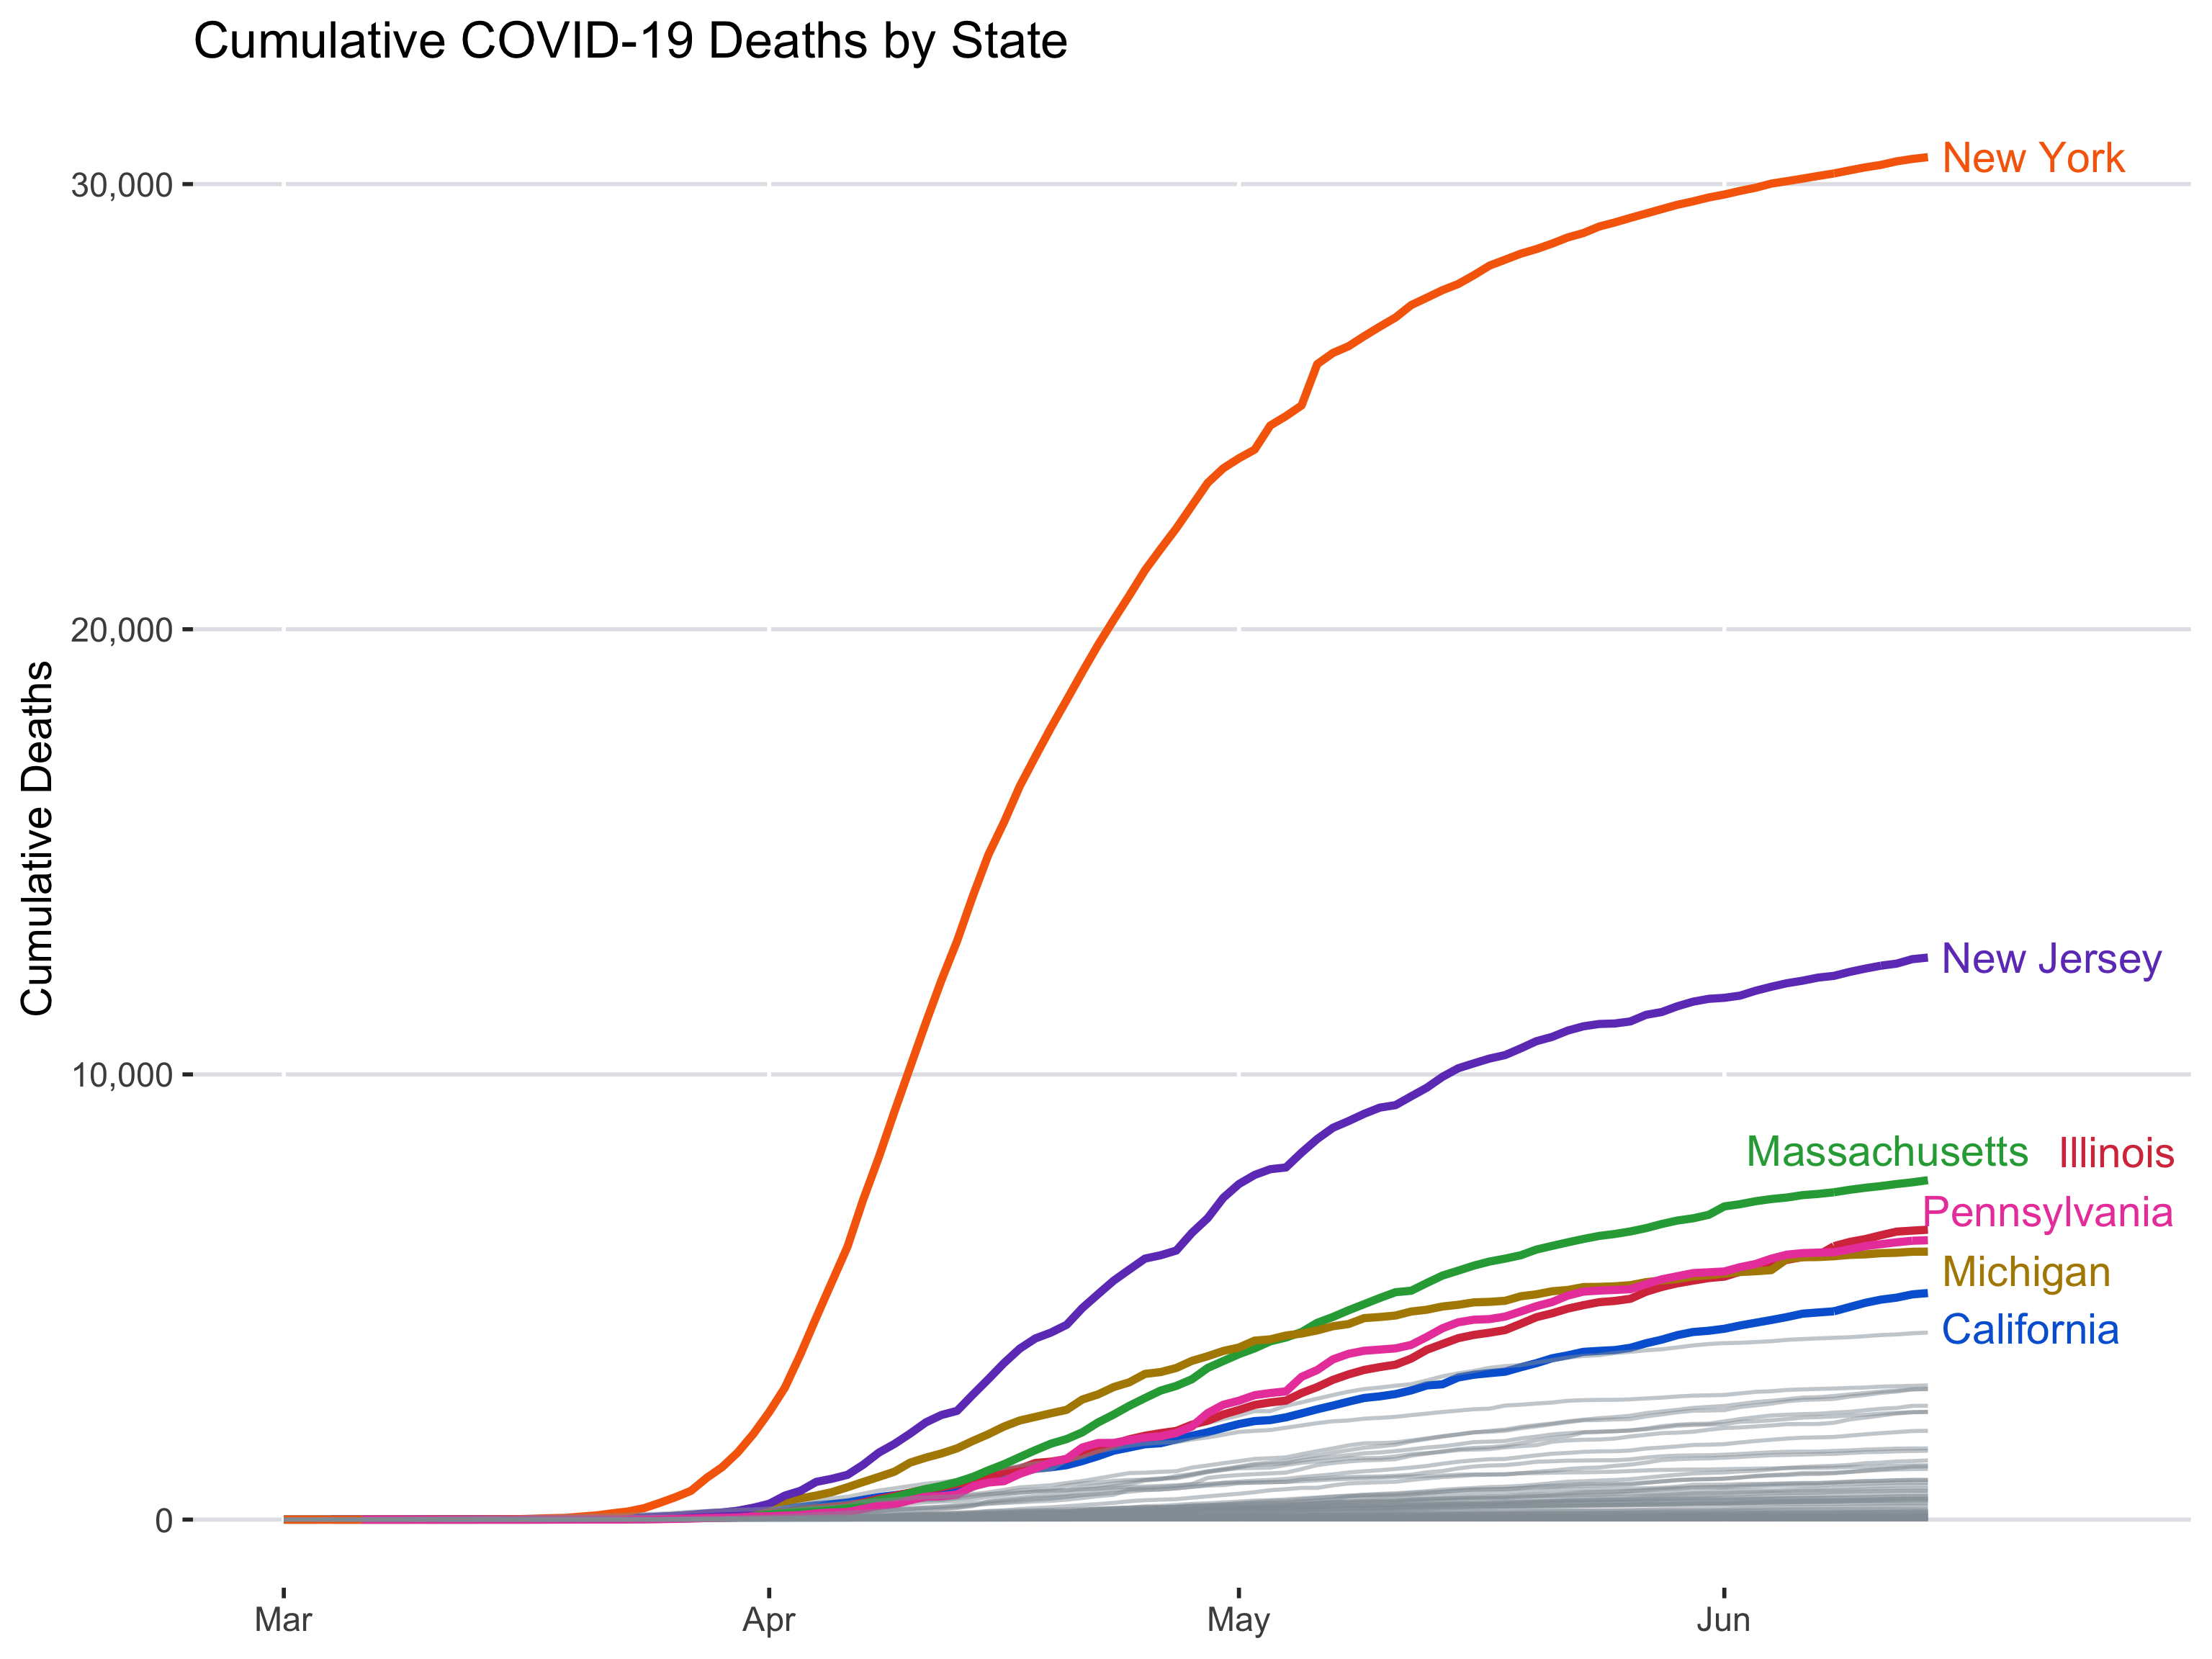 Cumulative COVID-19 Deaths by State
Cumulative Deaths
30,000
20,000
10,000
0
Mar
Apr
May
Jun
New York
New Jersey
Massachusetts
Illinois
Pennsylvania
Michigan
California